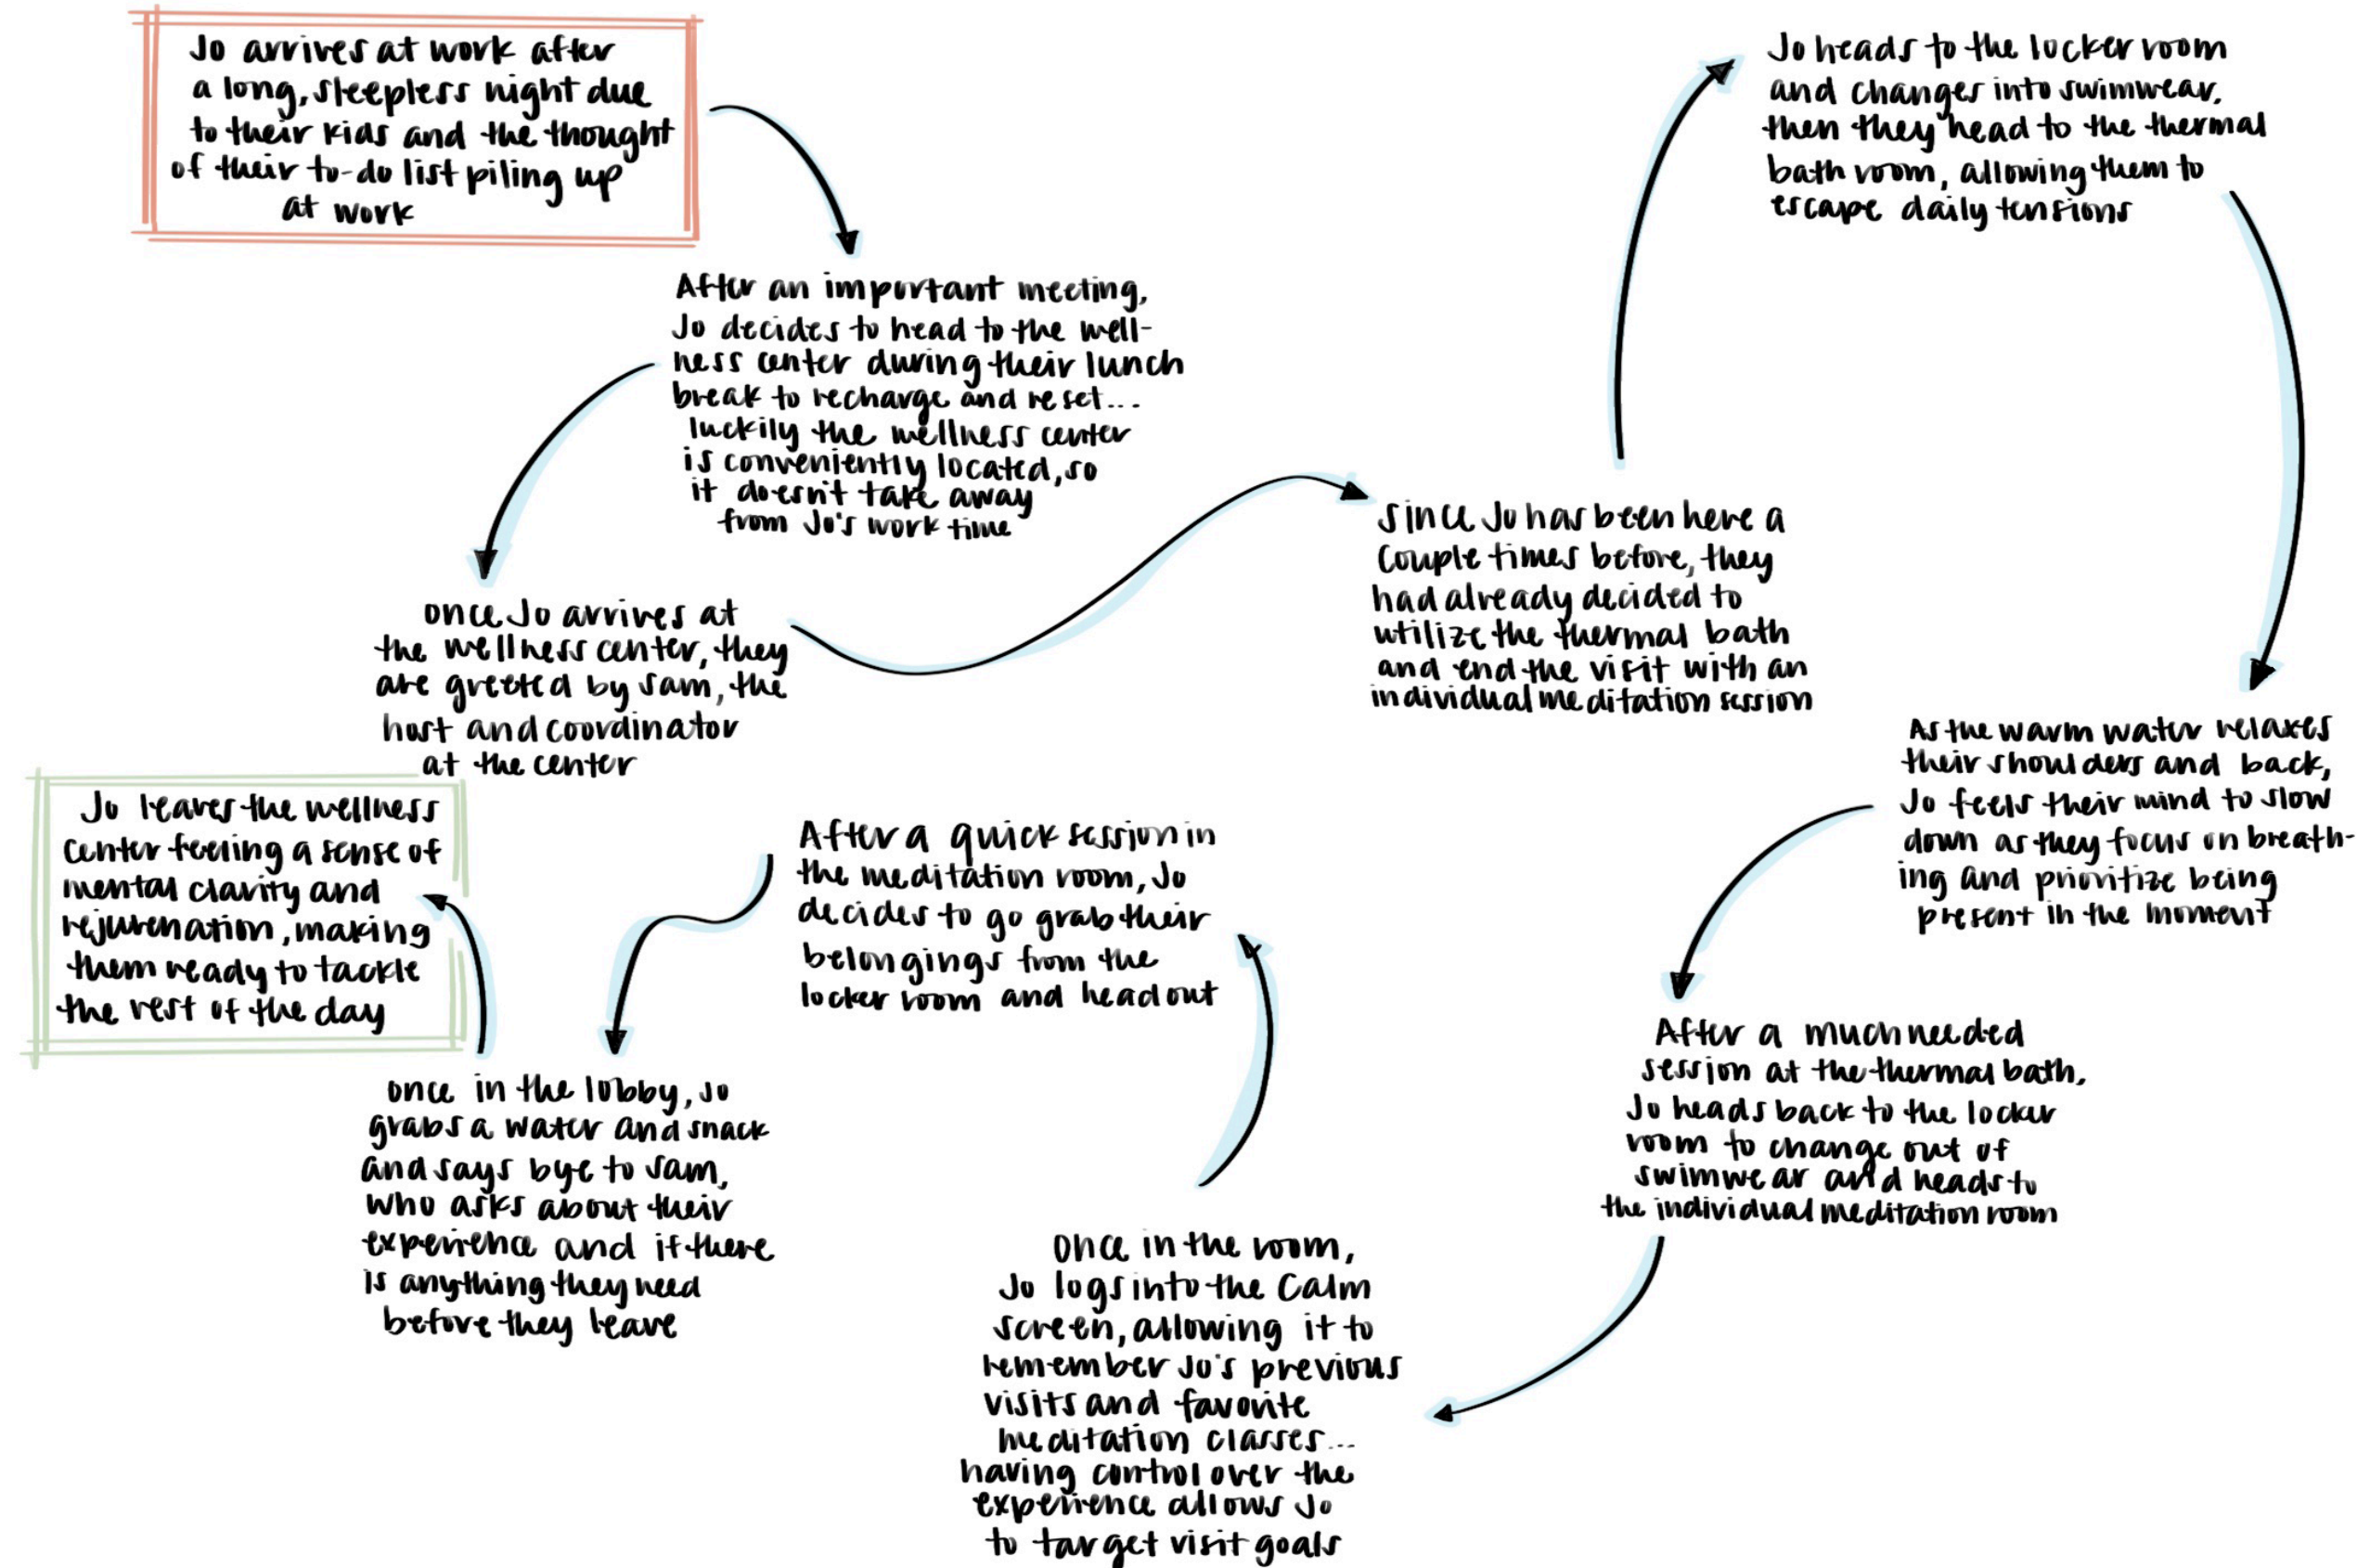 Jo arrives at work after
a long, sleepless night due
to their kids and the thought
of their to-do list piling up
at work
After an important meeting,
Jo decides to head to the well-
ness center during their lunch
break to recharge and reset...
luckily the wellness center
is conveniently located, so
it doesn't take away
from Jo's work time
once Jo arrives at
the wellness center, they
are greeted by Sam, the
host and coordinator
at the center
since Jo has been here a
couple times before, they
had already decided to
utilize the thermal bath
and end the visit with an
individual meditation session
Jo heads to the locker room
and changes into swimwear,
then they head to the thermal
bath room, allowing them to
escape daily tensions
As the warm water relaxes
their shoulders and back,
Jo feels their mind to slow
down as they focus on breath-
ing and prioritize being
present in the moment
After a much needed
session at the thermal bath,
Jo heads back to the locker
room to change out of
swimwear and heads to
the individual meditation room
once in the room,
Jo logs into the Calm
screen, allowing it to
remember Jo's previous
visits and favorite
meditation classes...
having control over the
experience allows Jo
to target visit goals
After a quick session in
the meditation room, Jo
decides to go grab their
belongings from the
locker room and head out
once in the lobby, Jo
grabs a water and snack
and says bye to Sam,
who asks about their
experience and if there
is anything they need
before they leave
Jo leaves the wellness
center feeling a sense of
mental clarity and
rejuvenation, making
them ready to tackle
the rest of the day